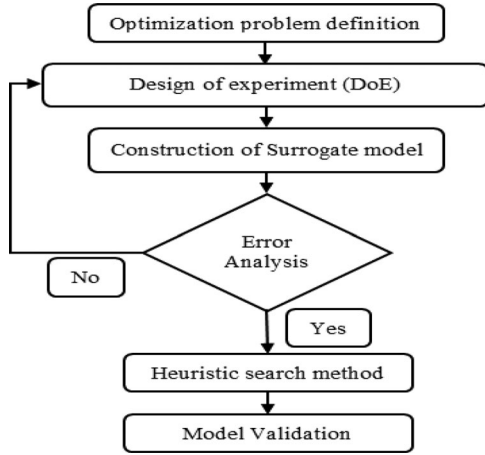 Optimization problem definition
Design of experiment (DoE)
Construction of Surrogate model
Error
Analysis
No
Yes
Heuristic search method
Model Validation